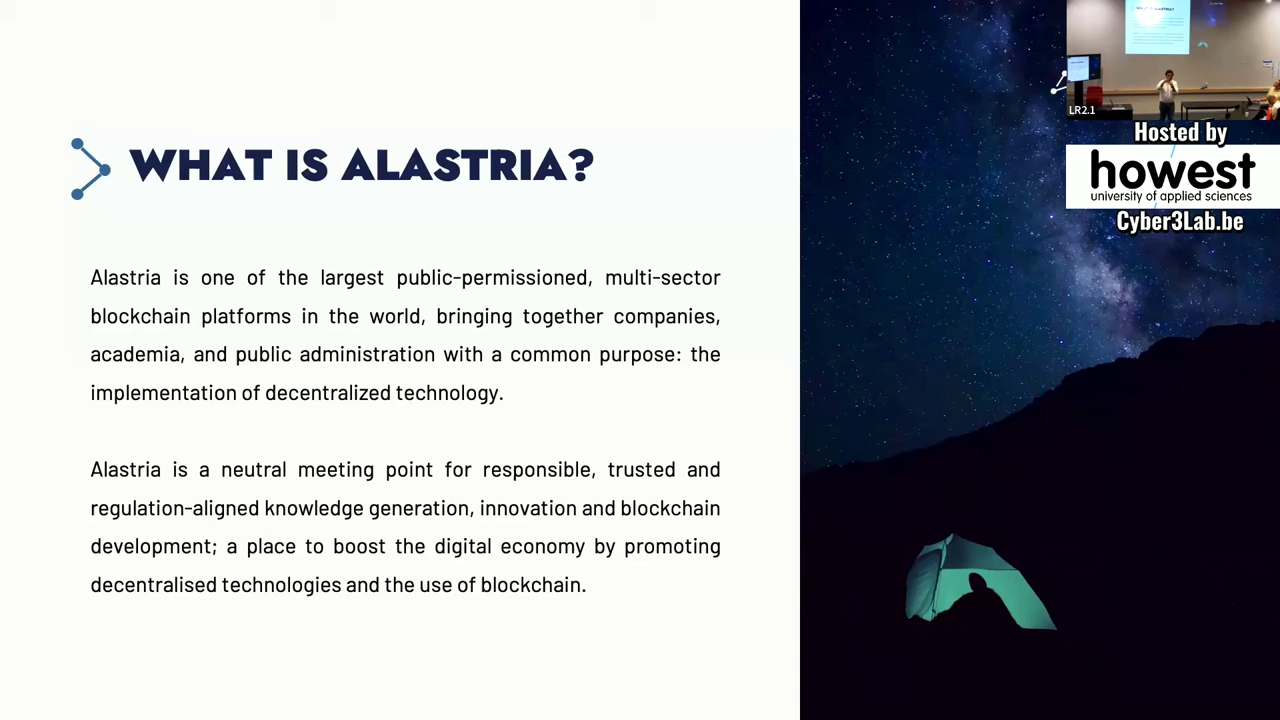 WHAT IS ALASTRIA?
Alastria is one of the largest public-permissioned, multi-sector
blockchain platforms in the world, bringing together companies,
academia, and public administration with a common purpose: the
implementation of decentralized technology.
Alastria is a neutral meeting point for responsible, trusted and
regulation-aligned knowledge generation, innovation and blockchain
development; a place to boost the digital economy by promoting
decentralised technologies and the use of blockchain.
LR2.1
Hosted by
howest
university of applied sciences
Cyber3Lab.be